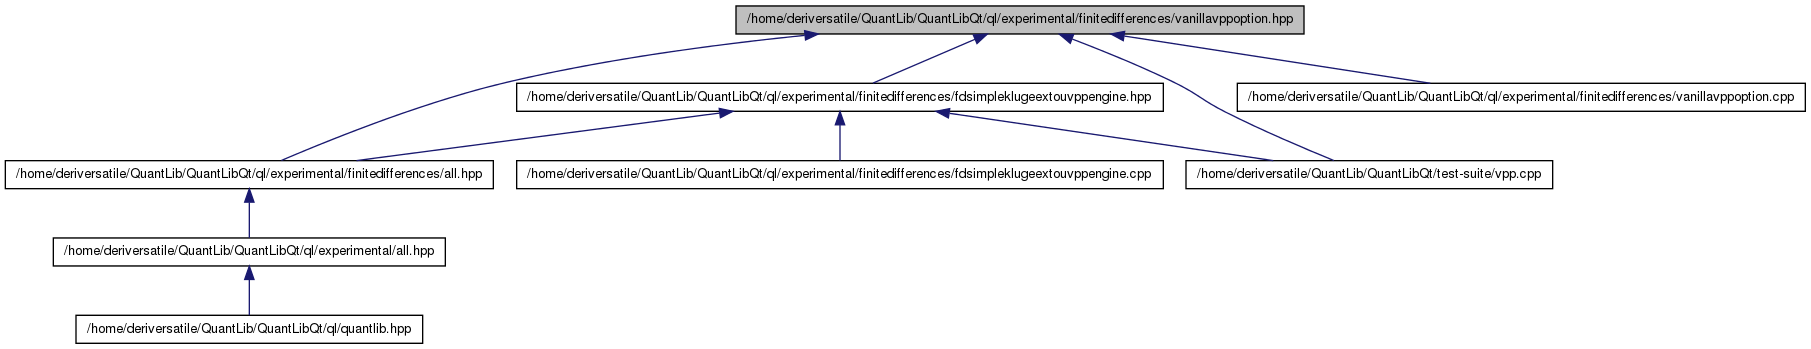 /home/deriversatile/QuantLib/QuantLibQt/ql/experimental/finitedifferences/vanillavppoption.hpp
/home/deriversatile/QuantLib/QuantLibQt/ql/experimental/finitedifferences/fdsimpleklugeextouvppengine.hpp
/home/deriversatile/QuantLib/QuantLibQt/ql/experimental/finitedifferences/vanillavppoption.cpp
/home/deriversatile/QuantLib/QuantLibQt/ql/experimental/finitedifferences/all.hpp
/home/deriversatile/QuantLib/QuantLibQt/ql/experimental/finitedifferences/fdsimpleklugeextouvppengine.cpp
/home/deriversatile/QuantLib/QuantLibQt/test-suite/vpp.cpp
/home/deriversatile/QuantLib/QuantLibQt/ql/experimental/all.hpp
/home/deriversatile/QuantLib/QuantLibQt/ql/quantlib.hpp